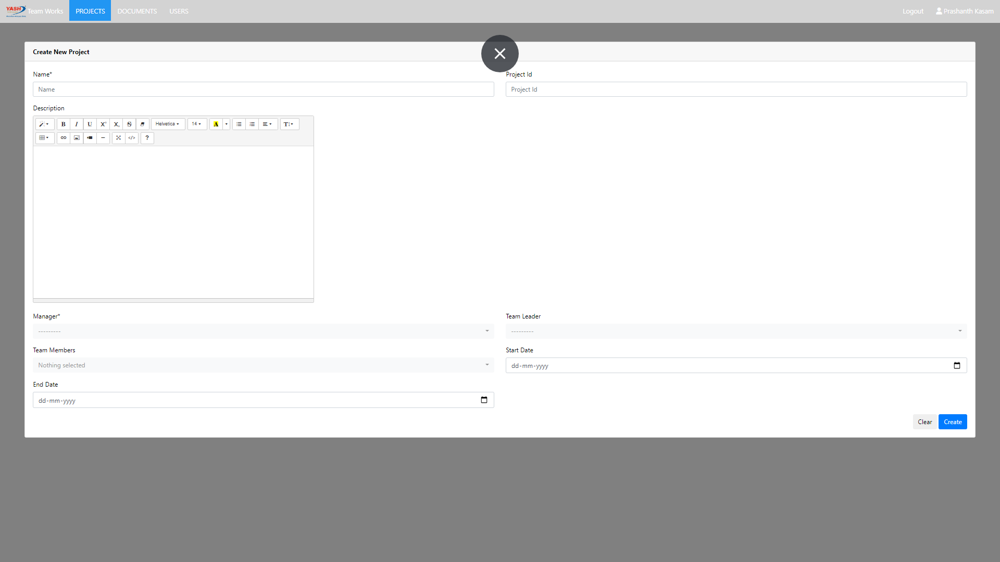 YASH Team Works PROJECTS DOCUMENTS USERS Logout Prashanth Kasam
Create New Project
Name*
Project Id
Name
Project Id
Description
B I U X² X₂ S Helvetica 14 A T
</> ?
Manager*
Team Leader
---------
---------
Team Members
Start Date
Nothing selected
dd-mm-yyyy
End Date
dd-mm-yyyy
Clear Create